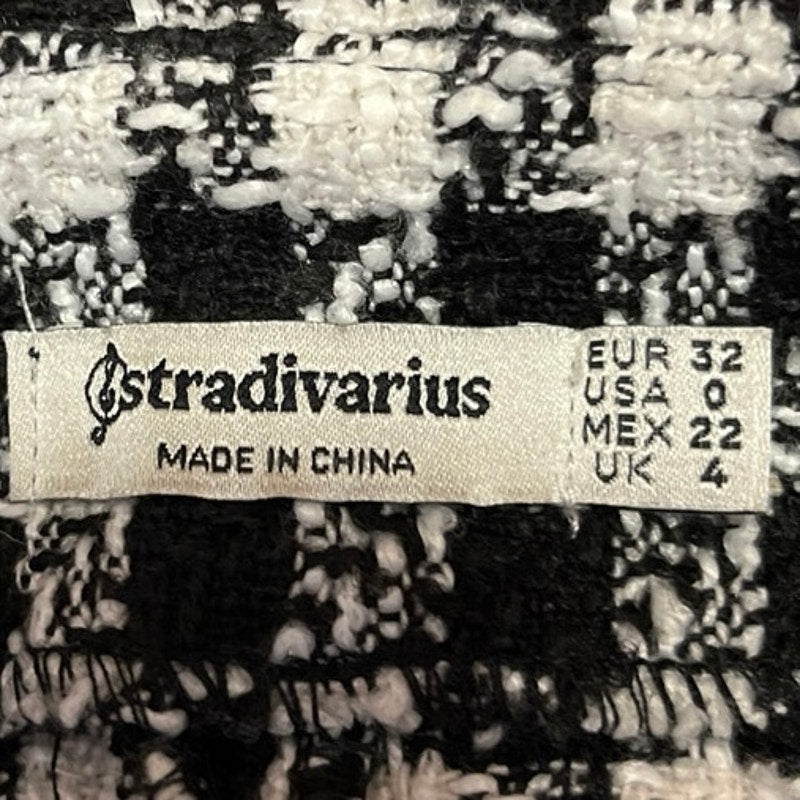 stradivarius
MADE IN CHINA
EUR 32
USA 0
MEX 22
UK 4